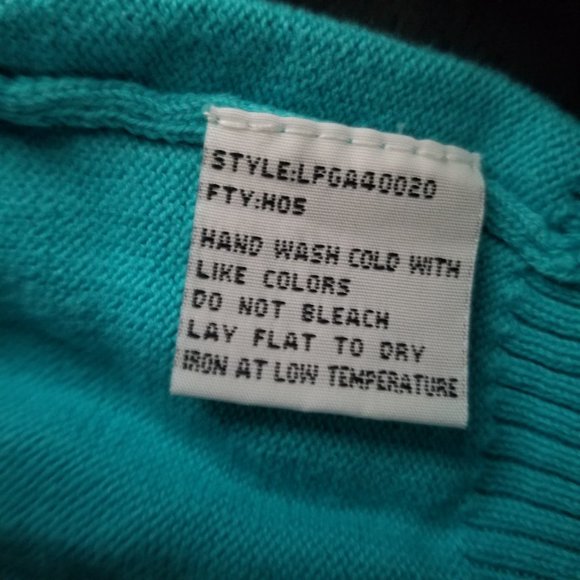 STYLE:LPGA40020
FTY:H05
HAND WASH COLD WITH
LIKE COLORS
DO NOT BLEACH
LAY FLAT TO DRY
IRON AT LOW TEMPERATURE